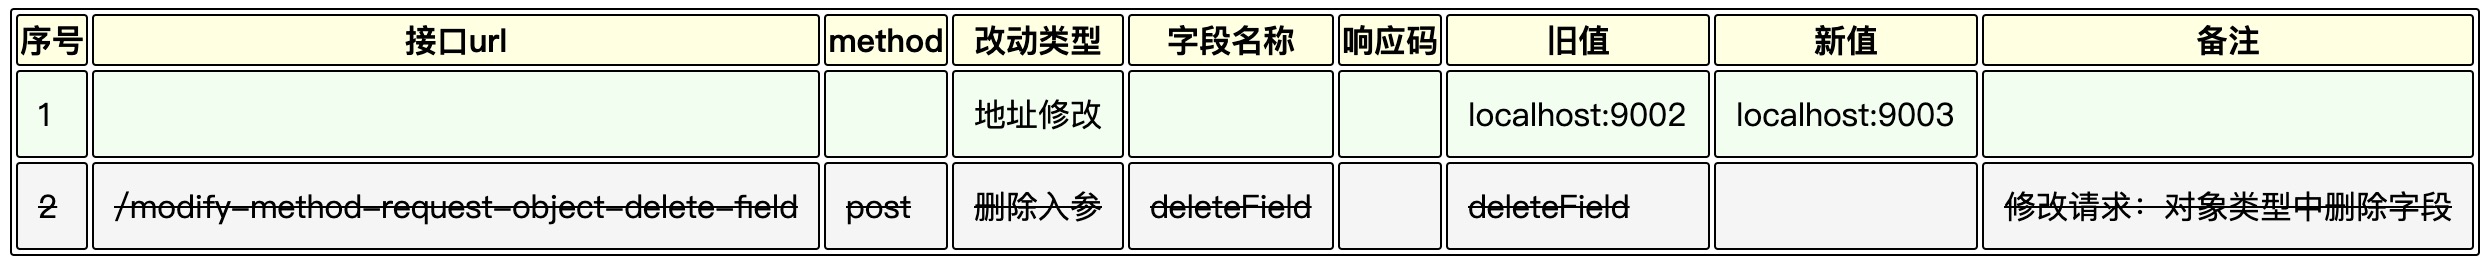 序号 接口url method 改动类型 字段名称 响应码 旧值 新值 备注
1 地址修改 localhost:9002 localhost:9003
2 /modify-method-request-object-delete-field post 删除入参 deleteField deleteField 修改请求：对象类型中删除字段